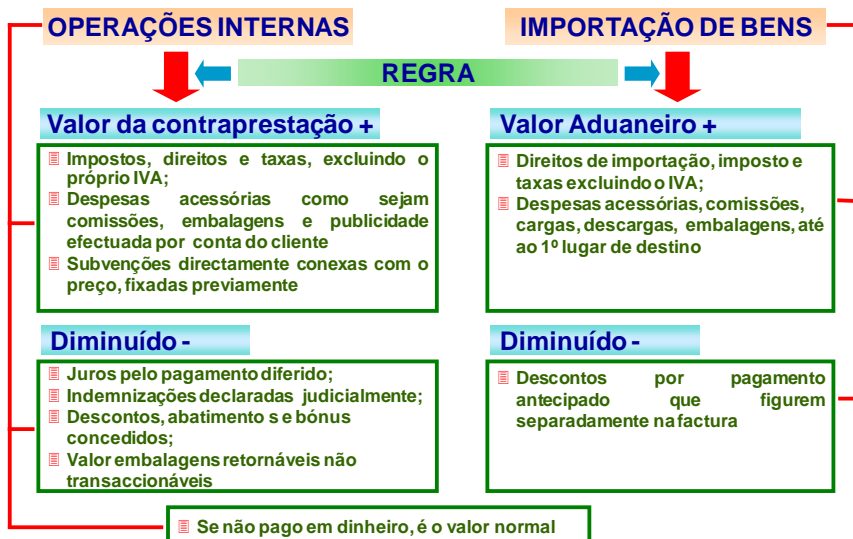 OPERAÇÕES INTERNAS
IMPORTAÇÃO DE BENS
REGRA
Valor da contraprestação +
Impostos, direitos e taxas, excluindo o
próprio IVA;
Despesas acessórias como sejam
comissões, embalagens e publicidade
efectuada por conta do cliente
Subvenções directamente conexas com o
preço, fixadas previamente
Valor Aduaneiro +
Direitos de importação, imposto e
taxas excluindo o IVA;
Despesas acessórias, comissões,
cargas, descargas, embalagens, até
ao 1º lugar de destino
Diminuído -
Juros pelo pagamento diferido;
Indemnizações declaradas judicialmente;
Descontos, abatimento s e bónus
concedidos;
Valor embalagens retornáveis não
transaccionáveis
Diminuído -
Descontos por pagamento
antecipado que figurem
separadamente na factura
Se não pago em dinheiro, é o valor normal